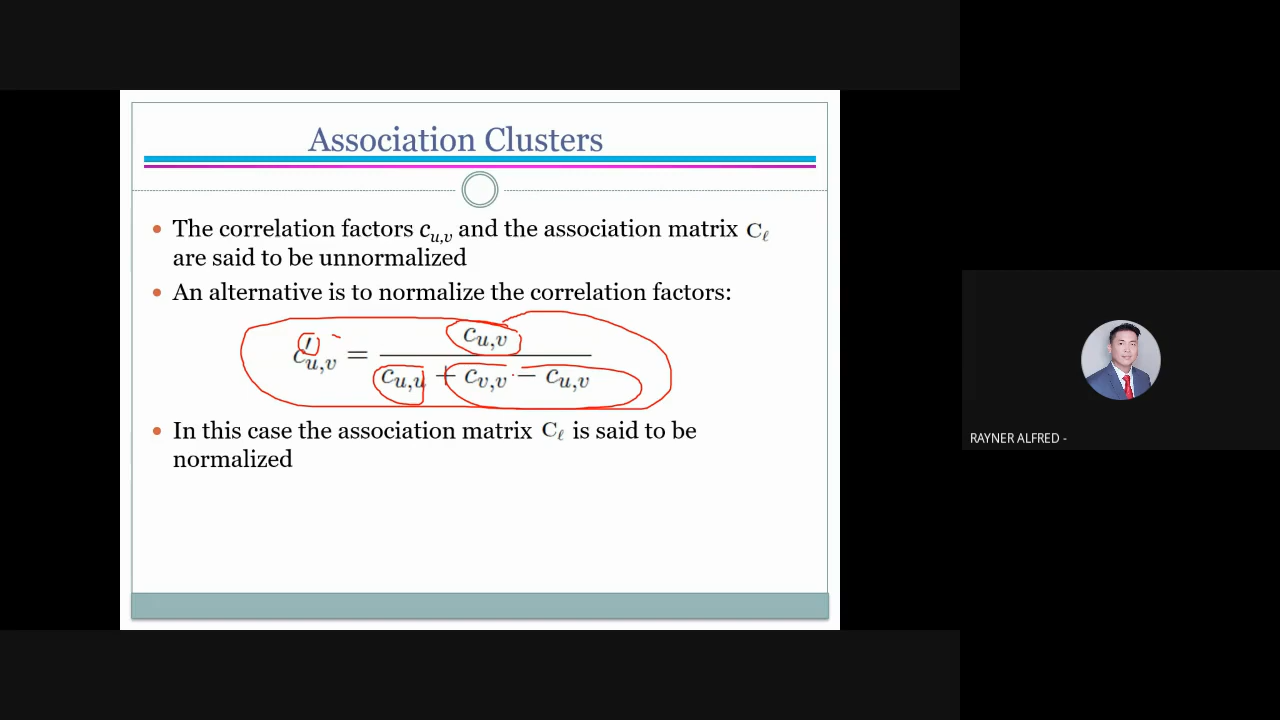 Association Clusters
• The correlation factors c_{u,v} and the association matrix C_ℓ
are said to be unnormalized
• An alternative is to normalize the correlation factors:
c'_{u,v} = \frac{c_{u,v}}{c_{u,u} + c_{v,v} - c_{u,v}}
• In this case the association matrix C_ℓ is said to be
normalized
RAYNER ALFRED -